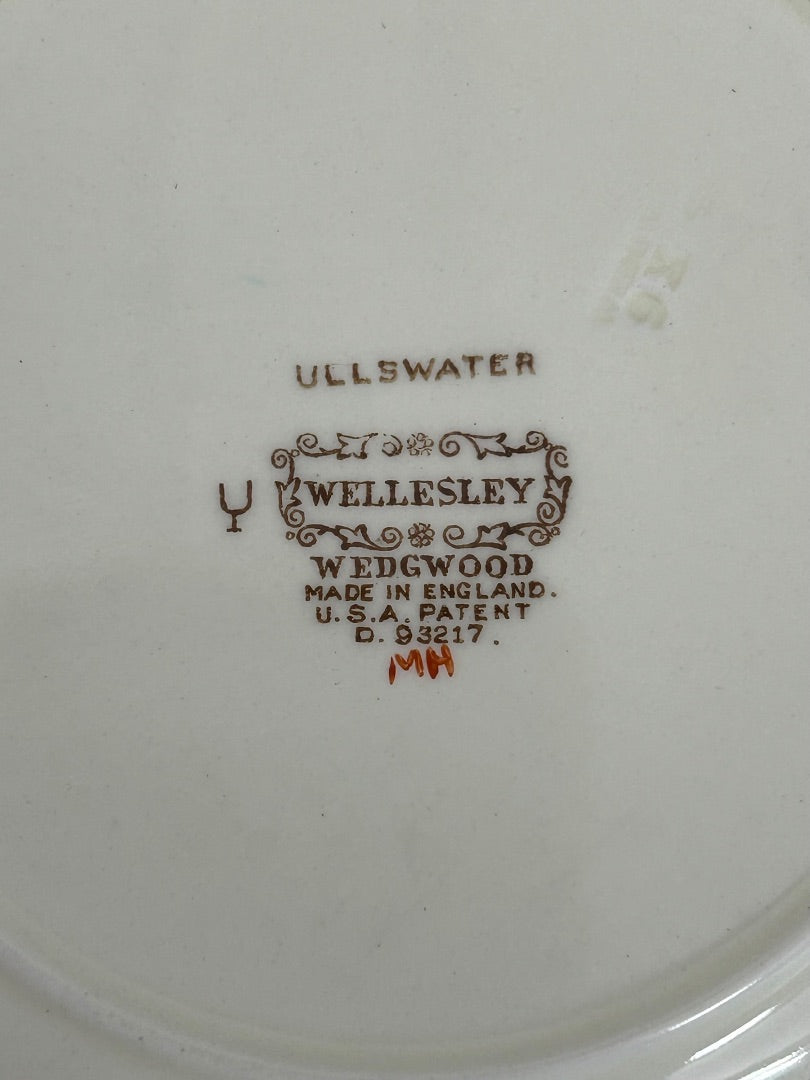 ULLSWATER
WELLESLEY
WEDGWOOD
MADE IN ENGLAND.
U.S.A. PATENT
D. 93217.
MH